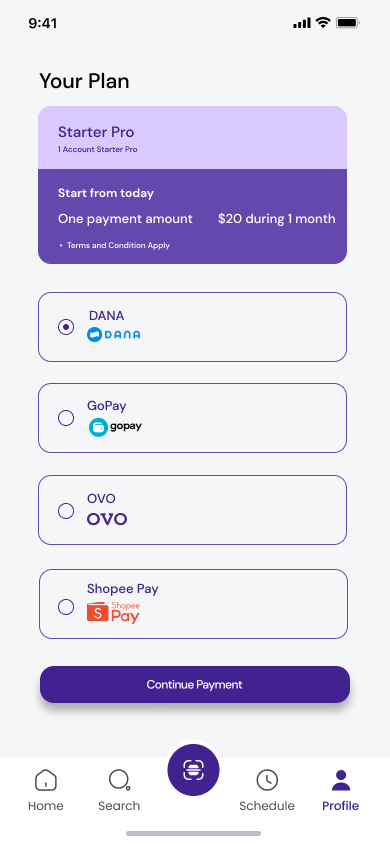 9:41
Your Plan
Starter Pro
1 Account Starter Pro
Start from today
One payment amount $20 during 1 month
• Terms and Condition Apply
DANA
DANA
GoPay
gopay
OVO
OVO
Shopee Pay
S Shopee
Pay
Continue Payment
Home Search Schedule Profile